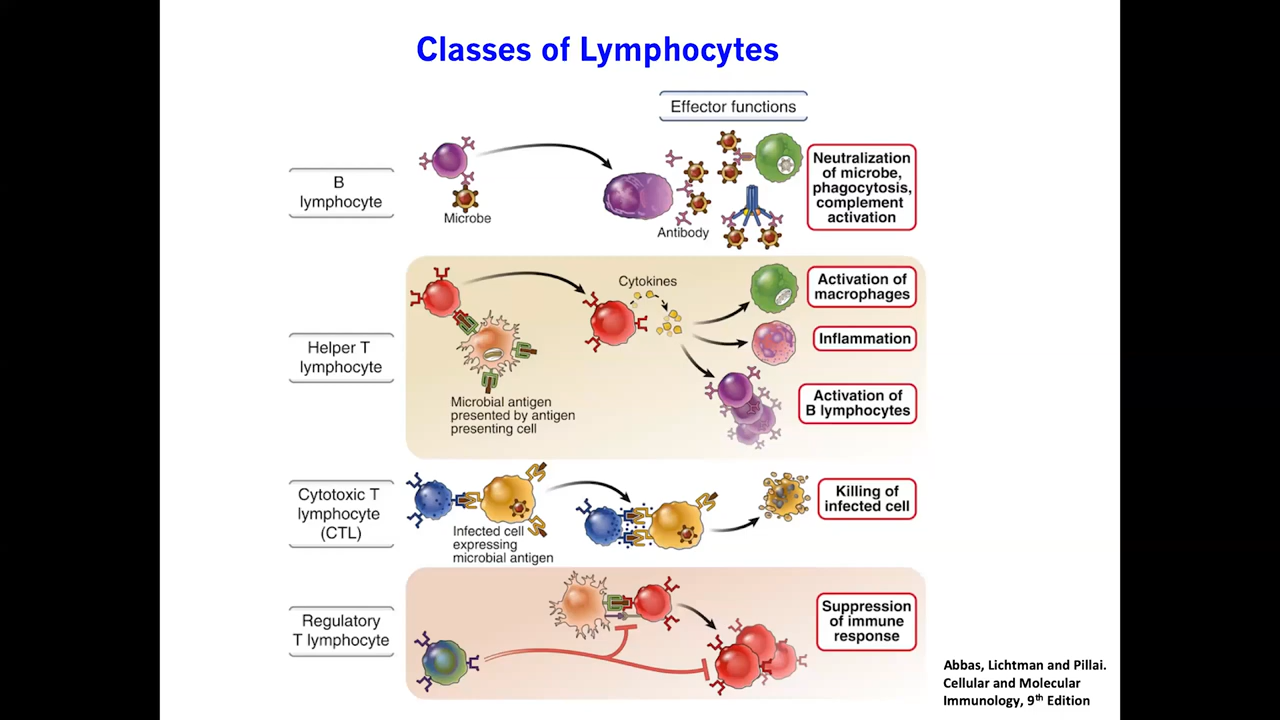 Classes of Lymphocytes
Effector functions
B
lymphocyte
Microbe
Antibody
Neutralization
of microbe,
phagocytosis,
complement
activation
Helper T
lymphocyte
Microbial antigen
presented by antigen
presenting cell
Cytokines
Activation of
macrophages
Inflammation
Activation of
B lymphocytes
Cytotoxic T
lymphocyte
(CTL)
Infected cell
expressing
microbial antigen
Killing of
infected cell
Regulatory
T lymphocyte
Suppression
of immune
response
Abbas, Lichtman and Pillai.
Cellular and Molecular
Immunology, 9th Edition